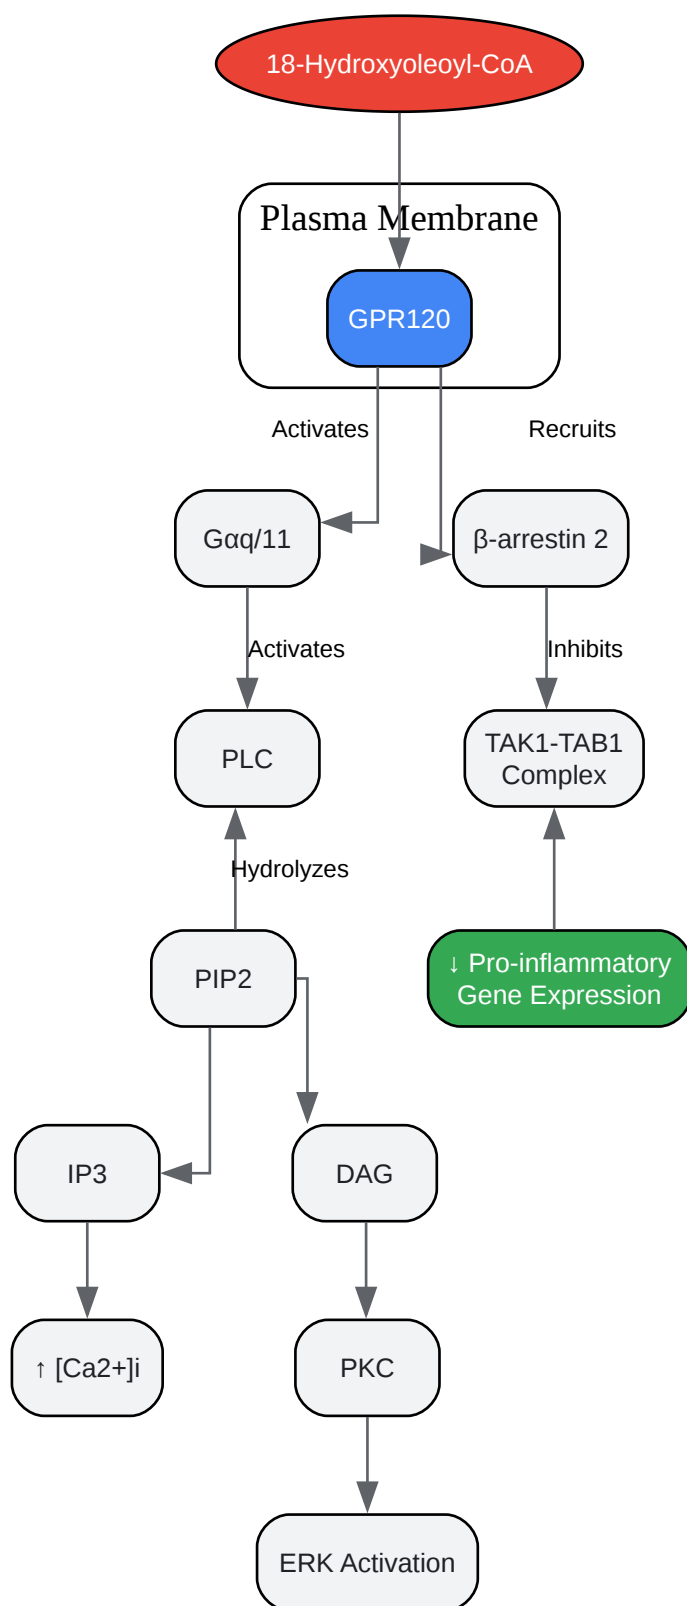 18-Hydroxyoleoyl-CoA
Plasma Membrane
GPR120
Activates
Recruits
Gαq/11
β-arrestin 2
Activates
Inhibits
PLC
TAK1-TAB1
Complex
Hydrolyzes
PIP2
↓ Pro-inflammatory
Gene Expression
IP3
DAG
↑ [Ca2+]i
PKC
ERK Activation